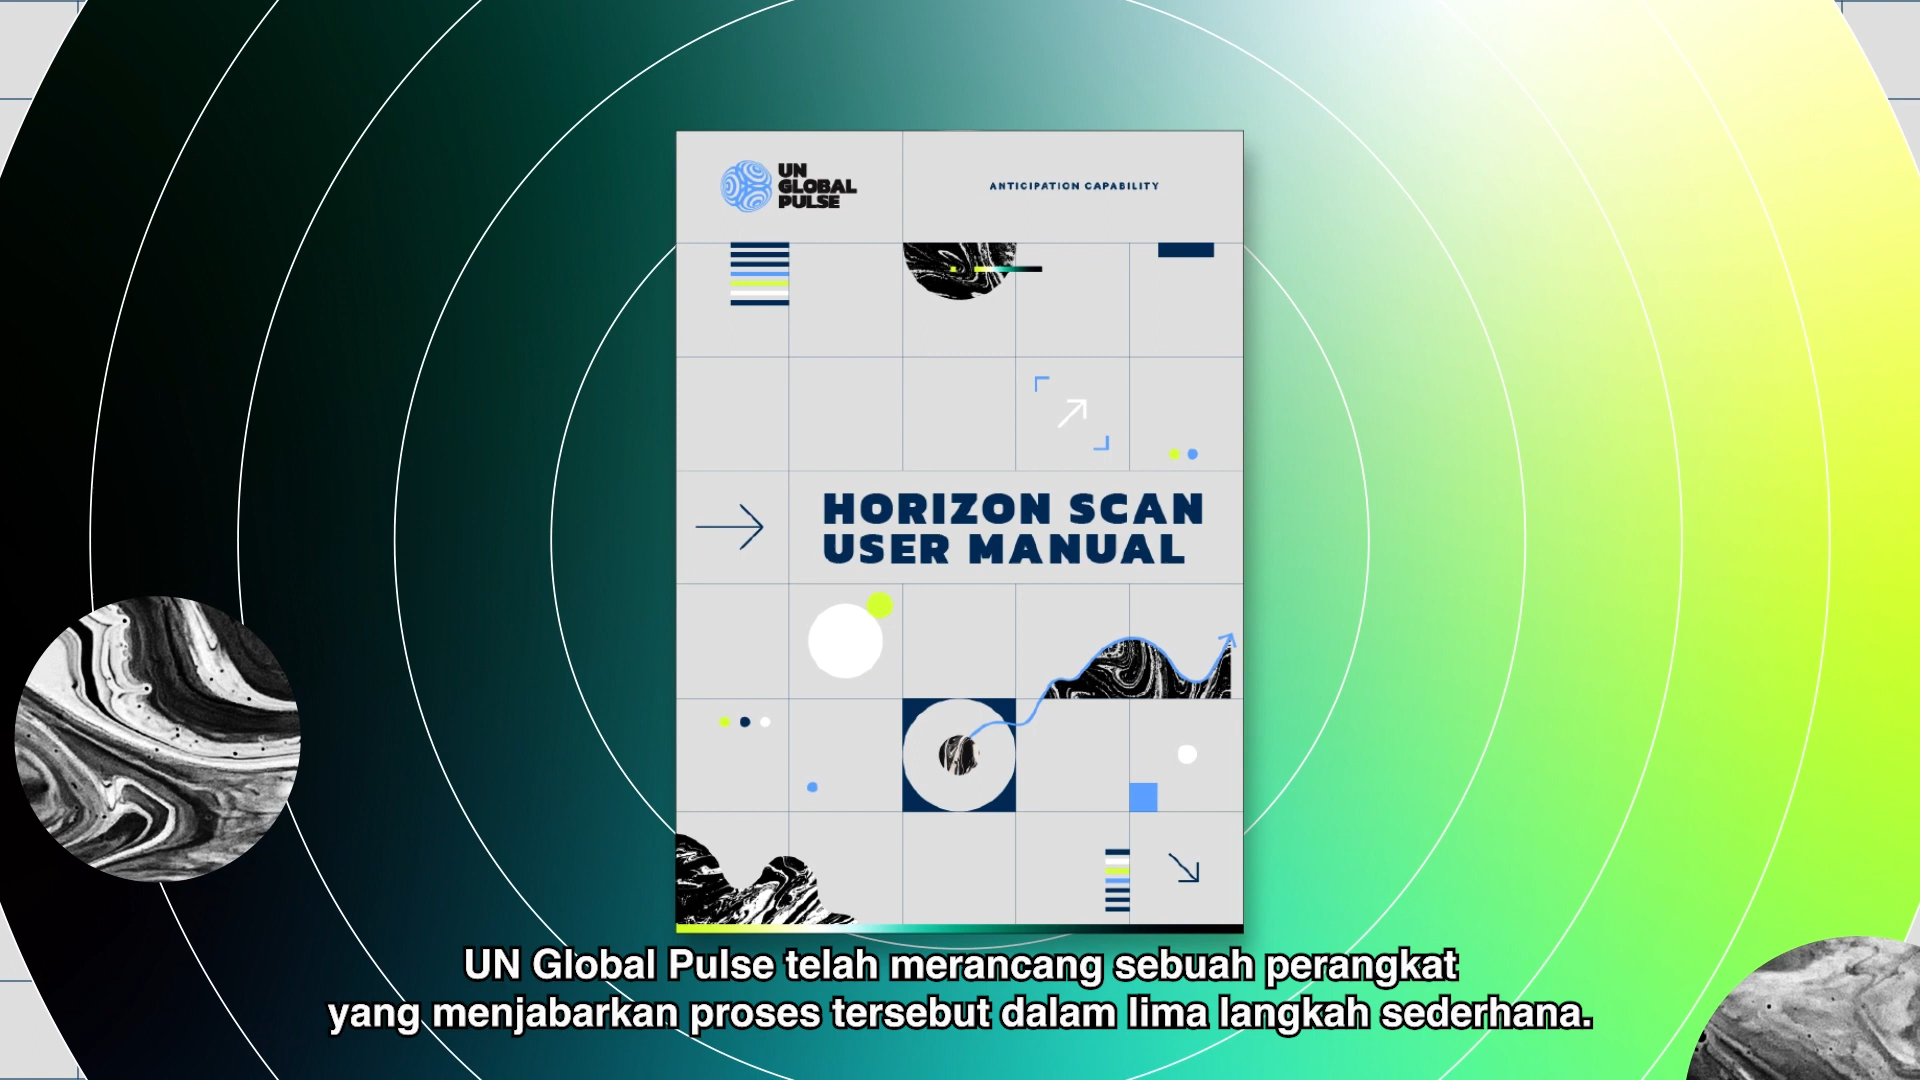 UN
GLOBAL
PULSE
ANTICIPATION CAPABILITY
HORIZON SCAN
USER MANUAL
UN Global Pulse telah merancang sebuah perangkat
yang menjabarkan proses tersebut dalam lima langkah sederhana.